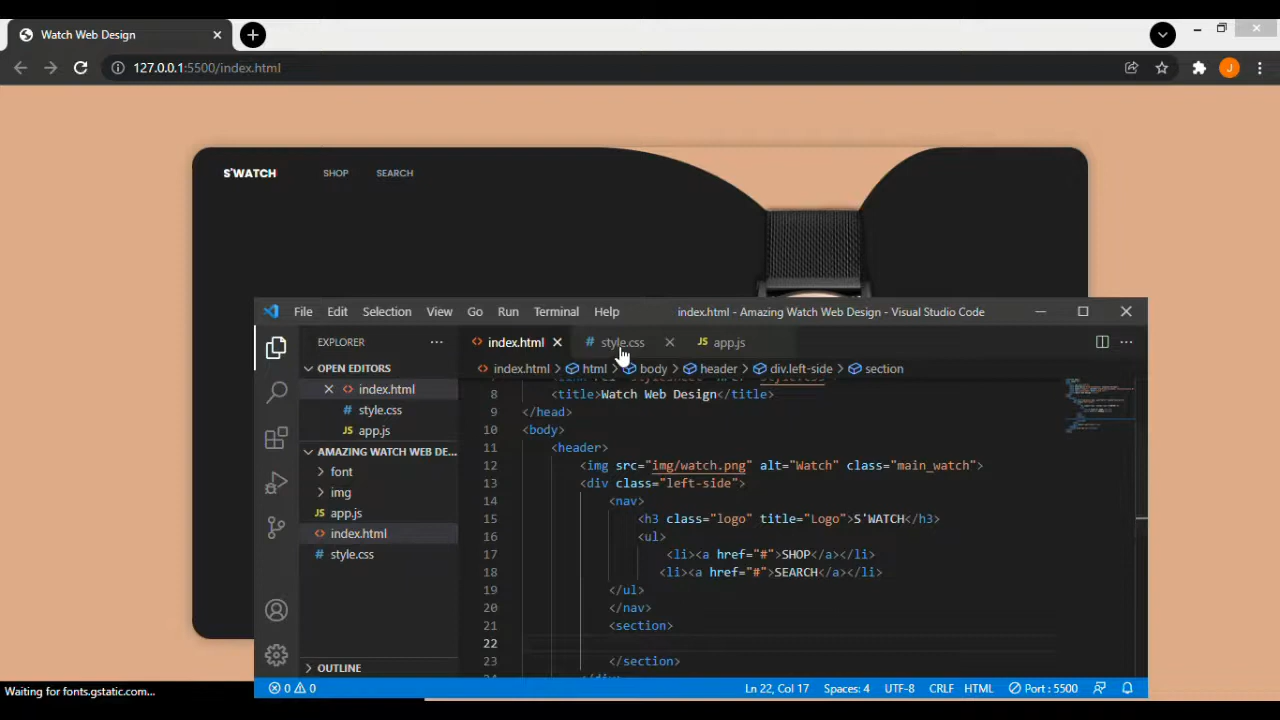 Watch Web Design
127.0.0.1:5500/index.html
J
S'WATCH SHOP SEARCH
File Edit Selection View Go Run Terminal Help index.html - Amazing Watch Web Design - Visual Studio Code
EXPLORER
index.html # style.css JS app.js
OPEN EDITORS
index.html > html > body > header > div.left-side > section
index.html
# style.css
JS app.js
AMAZING WATCH WEB DE...
font
img
JS app.js
index.html
# style.css
OUTLINE
8 <title>Watch Web Design</title>
9 </head>
10 <body>
11 <header>
12 <img src="img/watch.png" alt="Watch" class="main_watch">
13 <div class="left-side">
14 <nav>
15 <h3 class="logo" title="Logo">S'WATCH</h3>
16 <ul>
17 <li><a href="#">SHOP</a></li>
18 <li><a href="#">SEARCH</a></li>
19 </ul>
20 </nav>
21 <section>
22
23 </section>
0 0 Ln 22, Col 17 Spaces: 4 UTF-8 CRLF HTML Port : 5500
Waiting for fonts.gstatic.com...